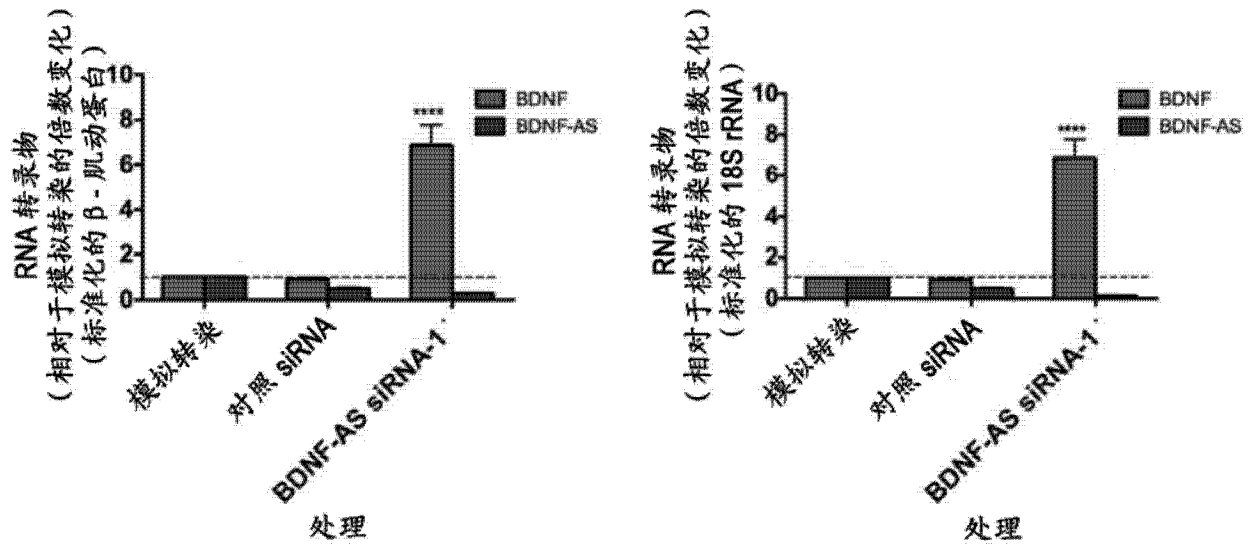 RNA 转录物
（相对于模拟转染的倍数变化）
（标准化的 β - 肌动蛋白）
10
8
6
4
2
0
****
BDNF
BDNF-AS
模拟转染
对照 siRNA
BDNF-AS siRNA-1
处理
RNA 转录物
（相对于模拟转染的倍数变化）
（标准化的 18S rRNA）
10
8
6
4
2
0
****
BDNF
BDNF-AS
模拟转染
对照 siRNA
BDNF-AS siRNA-1
处理